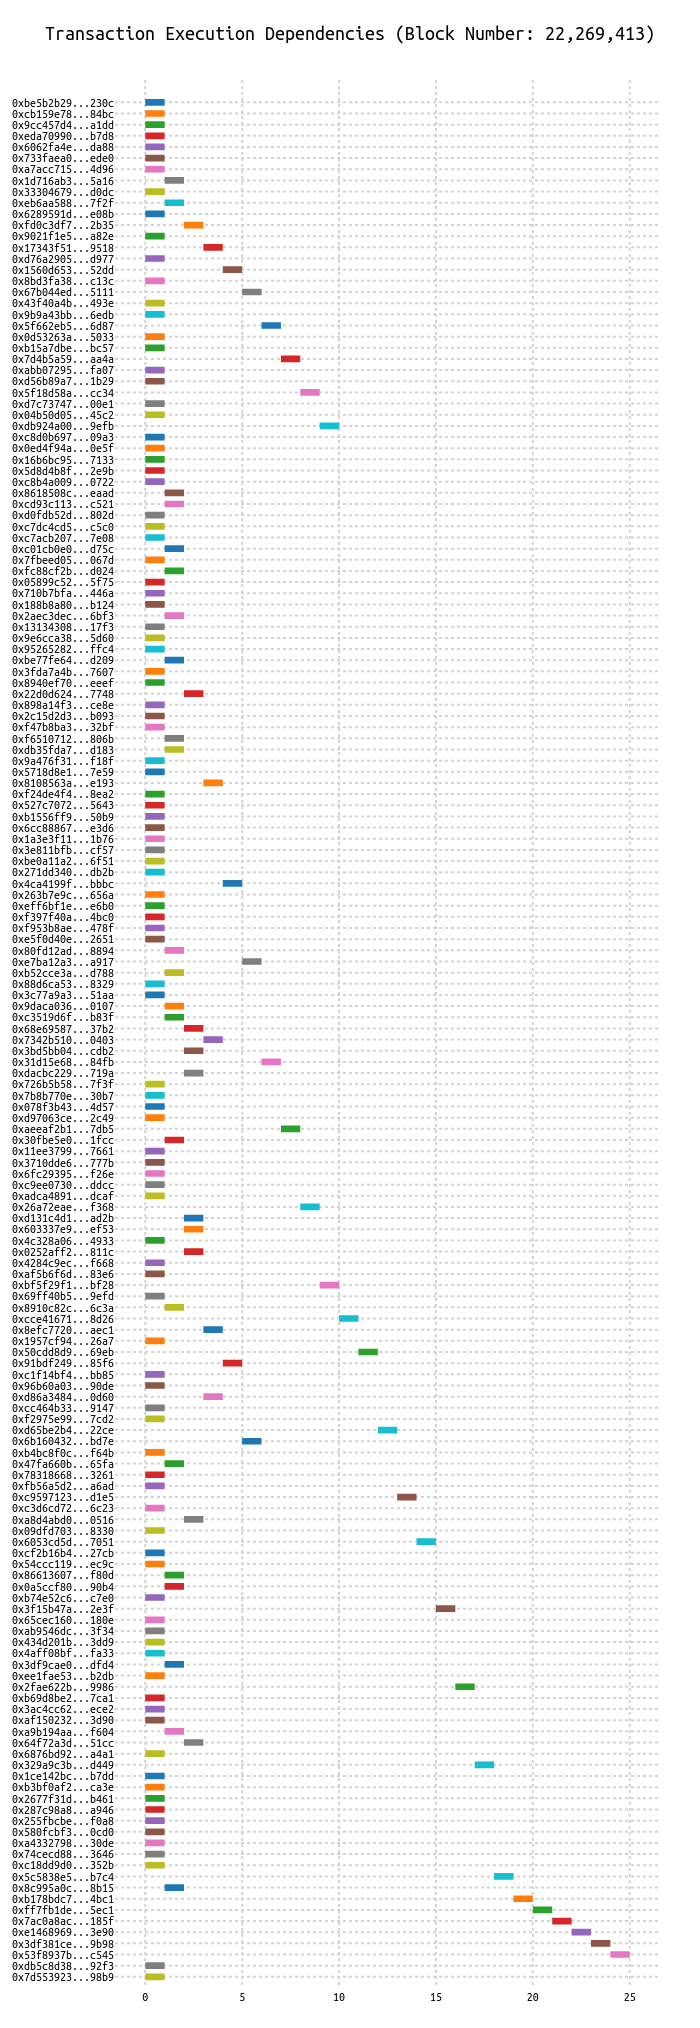 Transaction Execution Dependencies (Block Number: 22,269,413)
0xbe5b2b29...230c
0xcb159e78...84bc
0x9cc457d4...a1dd
0xeda70990...b7d8
0x6062fa4e...da88
0x733faea0...ede0
0xa7acc715...4d96
0x1d716ab3...5a16
0x33304679...d0dc
0xeb6aa588...7f2f
0x6289591d...e08b
0xfd0c3df7...2b35
0x9021f1e5...a82e
0x17343f51...9518
0xd76a2905...d977
0x1560d653...52dd
0x8bd3fa38...c13c
0x67b044ed...5111
0x43f40a4b...493e
0x9b9a43bb...6edb
0x5f662eb5...6d87
0x0d53263a...5033
0xb15a7dbe...bc57
0x7d4b5a59...aa4a
0xabb07295...fa07
0xd56b89a7...1b29
0x5f18d58a...cc34
0xd7c73747...00e1
0x04b50d05...45c2
0xdb924a00...9efb
0xc8d0b697...09a3
0x0ed4f94a...0e5f
0x16b6bc95...7133
0x5d8d4b8f...2e9b
0xc8b4a009...0722
0x8618508c...eaad
0xcd93c113...c521
0xd0fdb52d...802d
0xc7dc4cd5...c5c0
0xc7acb207...7e08
0xc01cb0e0...d75c
0x7fbeed05...067d
0xfc88cf2b...d024
0x05899c52...5f75
0x710b7bfa...446a
0x188b8a80...b124
0x2aec3dec...6bf3
0x13134308...17f3
0x9e6cca38...5d60
0x95265282...ffc4
0xbe77fe64...d209
0x3fda7a4b...7607
0x8940ef70...eeef
0x22d0d624...7748
0x898a14f3...ce8e
0x2c15d2d3...b093
0xf47b8ba3...32bf
0xf6510712...806b
0xdb35fda7...d183
0x9a476f31...f18f
0x5718d8e1...7e59
0x8108563a...e193
0xf24de4f4...8ea2
0x527c7072...5643
0xb1556ff9...50b9
0x6cc88867...e3d6
0x1a3e3f11...1b76
0x3e811bfb...cf57
0xbe0a11a2...6f51
0x271dd340...db2b
0x4ca4199f...bbbc
0x263b7e9c...656a
0xeff6bf1e...e6b0
0xf397f40a...4bc0
0xf953b8ae...478f
0xe5f0d40e...2651
0x80fd12ad...8894
0xe7ba12a3...a917
0xb52cce3a...d788
0x88d6ca53...8329
0x3c77a9a3...51aa
0x9daca036...0107
0xc3519d6f...b83f
0x68e69587...37b2
0x7342b510...0403
0x3bd5bb04...cdb2
0x31d15e68...84fb
0xdacbc229...719a
0x726b5b58...7f3f
0x7b8b770e...30b7
0x078f3b43...4d57
0xd97063ce...2c49
0xaeeaf2b1...7db5
0x30fbe5e0...1fcc
0x11ee3799...7661
0x3710dde6...777b
0x6fc29395...f26e
0xc9ee0730...ddcc
0xadca4891...dcaf
0x26a72eae...f368
0xd131c4d1...ad2b
0x603337e9...ef53
0x4c328a06...4933
0x0252aff2...811c
0x4284c9ec...f668
0xaf5b6f6d...83e6
0xbf5f29f1...bf28
0x69ff40b5...9efd
0x8910c82c...6c3a
0xcce41671...8d26
0x8efc7720...aec1
0x1957cf94...26a7
0x50cdd8d9...69eb
0x91bdf249...85f6
0xc1f14bf4...bb85
0x96b60a03...90de
0xd86a3484...0d60
0xcc464b33...9147
0xf2975e99...7cd2
0xd65be2b4...22ce
0x6b160432...bd7e
0xb4bc8f0c...f64b
0x47fa660b...65fa
0x78318668...3261
0xfb56a5d2...a6ad
0xc9597123...d1e5
0xc3d6cd72...6c23
0xa8d4abd0...0516
0x09dfd703...8330
0x6053cd5d...7051
0xcf2b16b4...27cb
0x54ccc119...ec9c
0x86613607...f80d
0x0a5ccf80...90b4
0xb74e52c6...c7e0
0x3f15b47a...2e3f
0x65cec160...180e
0xab9546dc...3f34
0x434d201b...3dd9
0x4aff08bf...fa33
0x3df9cae0...dfd4
0xee1fae53...b2db
0x2fae622b...9986
0xb69d8be2...7ca1
0x3ac4cc62...ece2
0xaf150232...3d90
0xa9b194aa...f604
0x64f72a3d...51cc
0x6876bd92...a4a1
0x329a9c3b...d449
0x1ce142bc...b7dd
0xb3bf0af2...ca3e
0x2677f31d...b461
0x287c98a8...a946
0x255fbcbe...f0a8
0x580fcbf3...0cd0
0xa4332798...30de
0x74cecd88...3646
0xc18dd9d0...352b
0x5c5838e5...b7c4
0x8c995a0c...8b15
0xb178bdc7...4bc1
0xff7fb1de...5ec1
0x7ac0a8ac...185f
0xe1468969...3e90
0x3df381ce...9b98
0x53f8937b...c545
0xdb5c8d38...92f3
0x7d553923...98b9
0 5 10 15 20 25